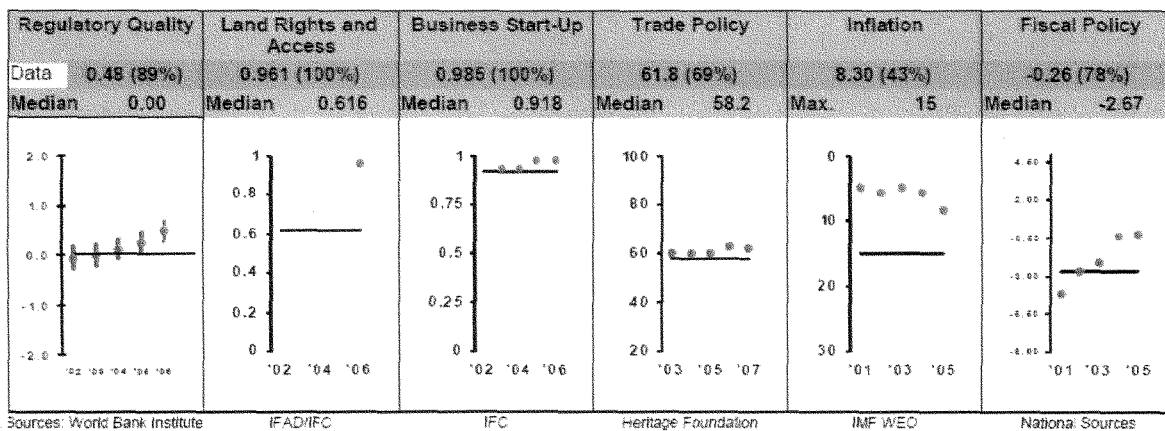 Regulatory Quality
Land Rights and Access
Business Start-Up
Trade Policy
Inflation
Fiscal Policy
Data 0.48 (89%)
0.961 (100%)
0.985 (100%)
61.8 (69%)
8.30 (43%)
-0.26 (78%)
Median 0.00
Median 0.616
Median 0.918
Median 58.2
Max. 15
Median -2.67
2.0
1.0
0.0
-1.0
-2.0
'02 '04
1
0.8
0.6
0.4
0.2
0
'02 '04 '06
1
0.75
0.5
0.25
0
'02 '04 '06
100
80
60
40
20
'03 '05 '07
0
10
20
30
'01 '03 '05
2.00
'01 '03 '05
Sources: World Bank Institute
IFAD/IFC
IFC
Heritage Foundation
IMF WEO
National Sources